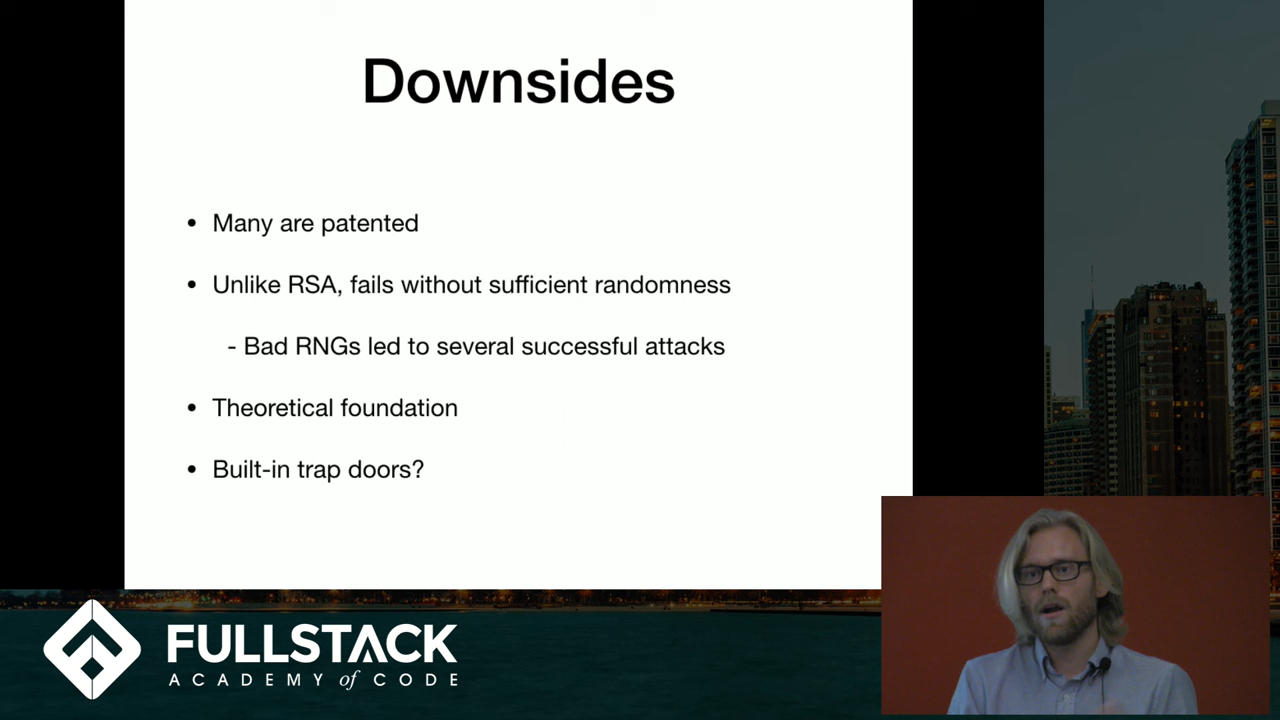 Downsides
• Many are patented
• Unlike RSA, fails without sufficient randomness
- Bad RNGs led to several successful attacks
• Theoretical foundation
• Built-in trap doors?
FULLSTACK
ACADEMY of CODE